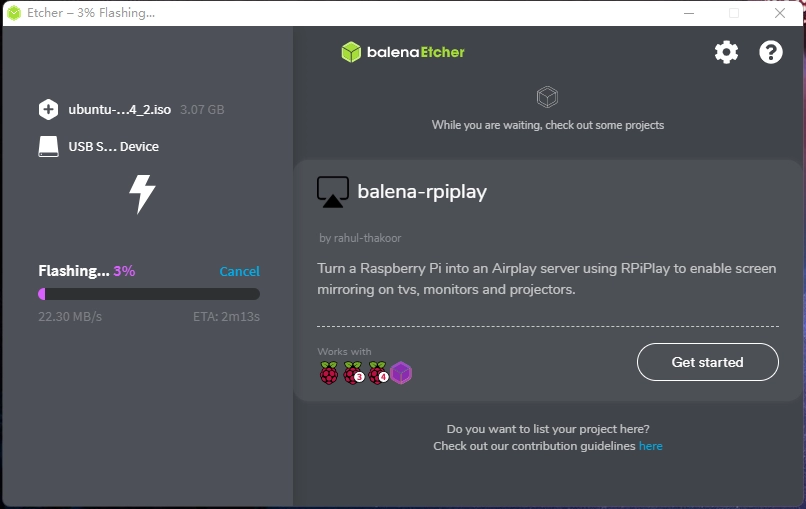 Etcher – 3% Flashing...
balenaEtcher
ubuntu-...4_2.iso 3.07 GB
USB S... Device
Flashing... 3% Cancel
22.30 MB/s ETA: 2m13s
While you are waiting, check out some projects
balena-rpiplay
by rahul-thakoor
Turn a Raspberry Pi into an Airplay server using RPiPlay to enable screen
mirroring on tvs, monitors and projectors.
Works with
3 4
Get started
Do you want to list your project here?
Check out our contribution guidelines here